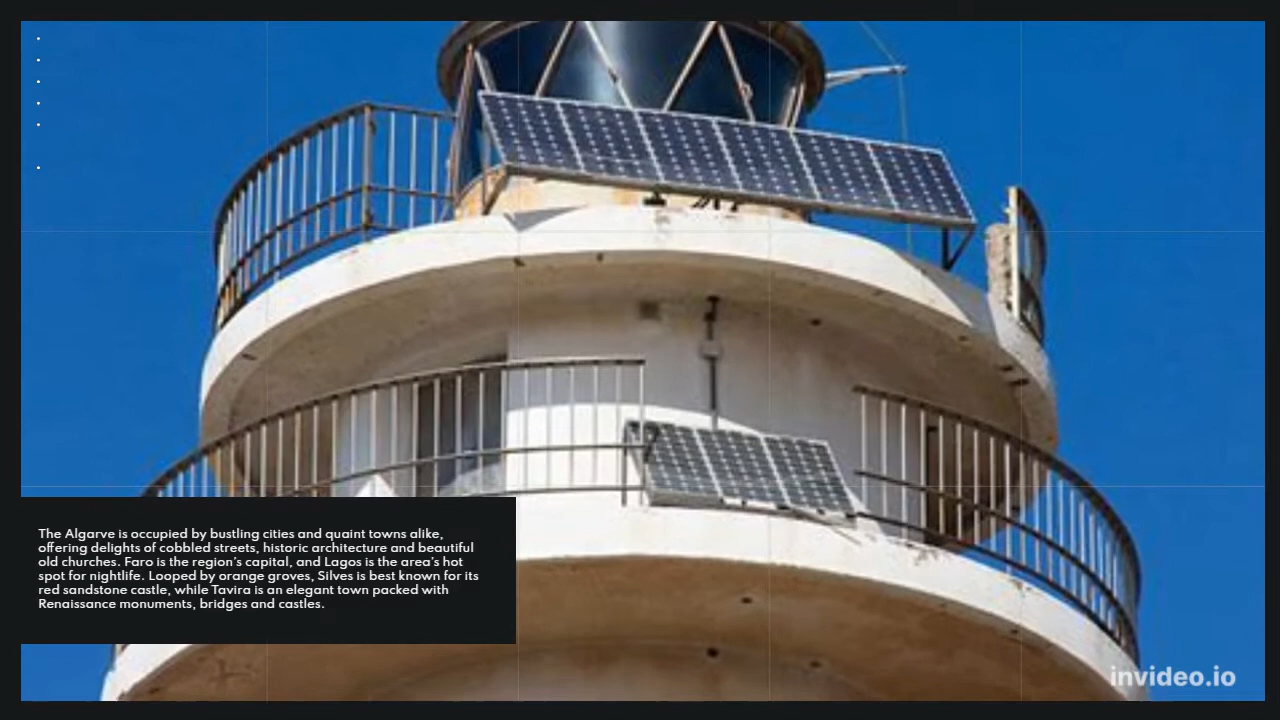 The Algarve is occupied by bustling cities and quaint towns alike,
offering delights of cobbled streets, historic architecture and beautiful
old churches. Faro is the region's capital, and Lagos is the area's hot
spot for nightlife. Looped by orange groves, Silves is best known for its
red sandstone castle, while Tavira is an elegant town packed with
Renaissance monuments, bridges and castles.
invideo.io